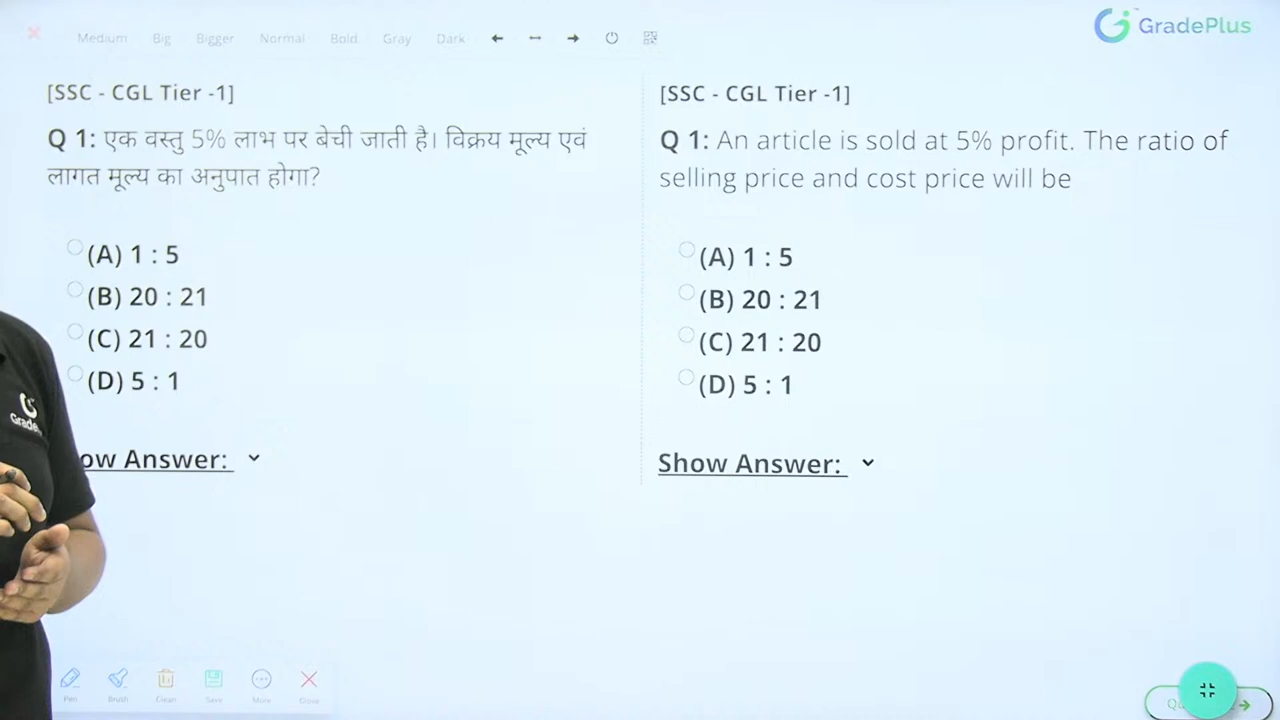 Medium Big Bigger Normal Bold Gray Dark
GradePlus
[SSC - CGL Tier -1]
Q 1: एक वस्तु 5% लाभ पर बेची जाती है। विक्रय मूल्य एवं
लागत मूल्य का अनुपात होगा?
(A) 1 : 5
(B) 20 : 21
(C) 21 : 20
(D) 5 : 1
ow Answer:
[SSC - CGL Tier -1]
Q 1: An article is sold at 5% profit. The ratio of
selling price and cost price will be
(A) 1 : 5
(B) 20 : 21
(C) 21 : 20
(D) 5 : 1
Show Answer:
Grade
Pen Brush Clean Save More Close